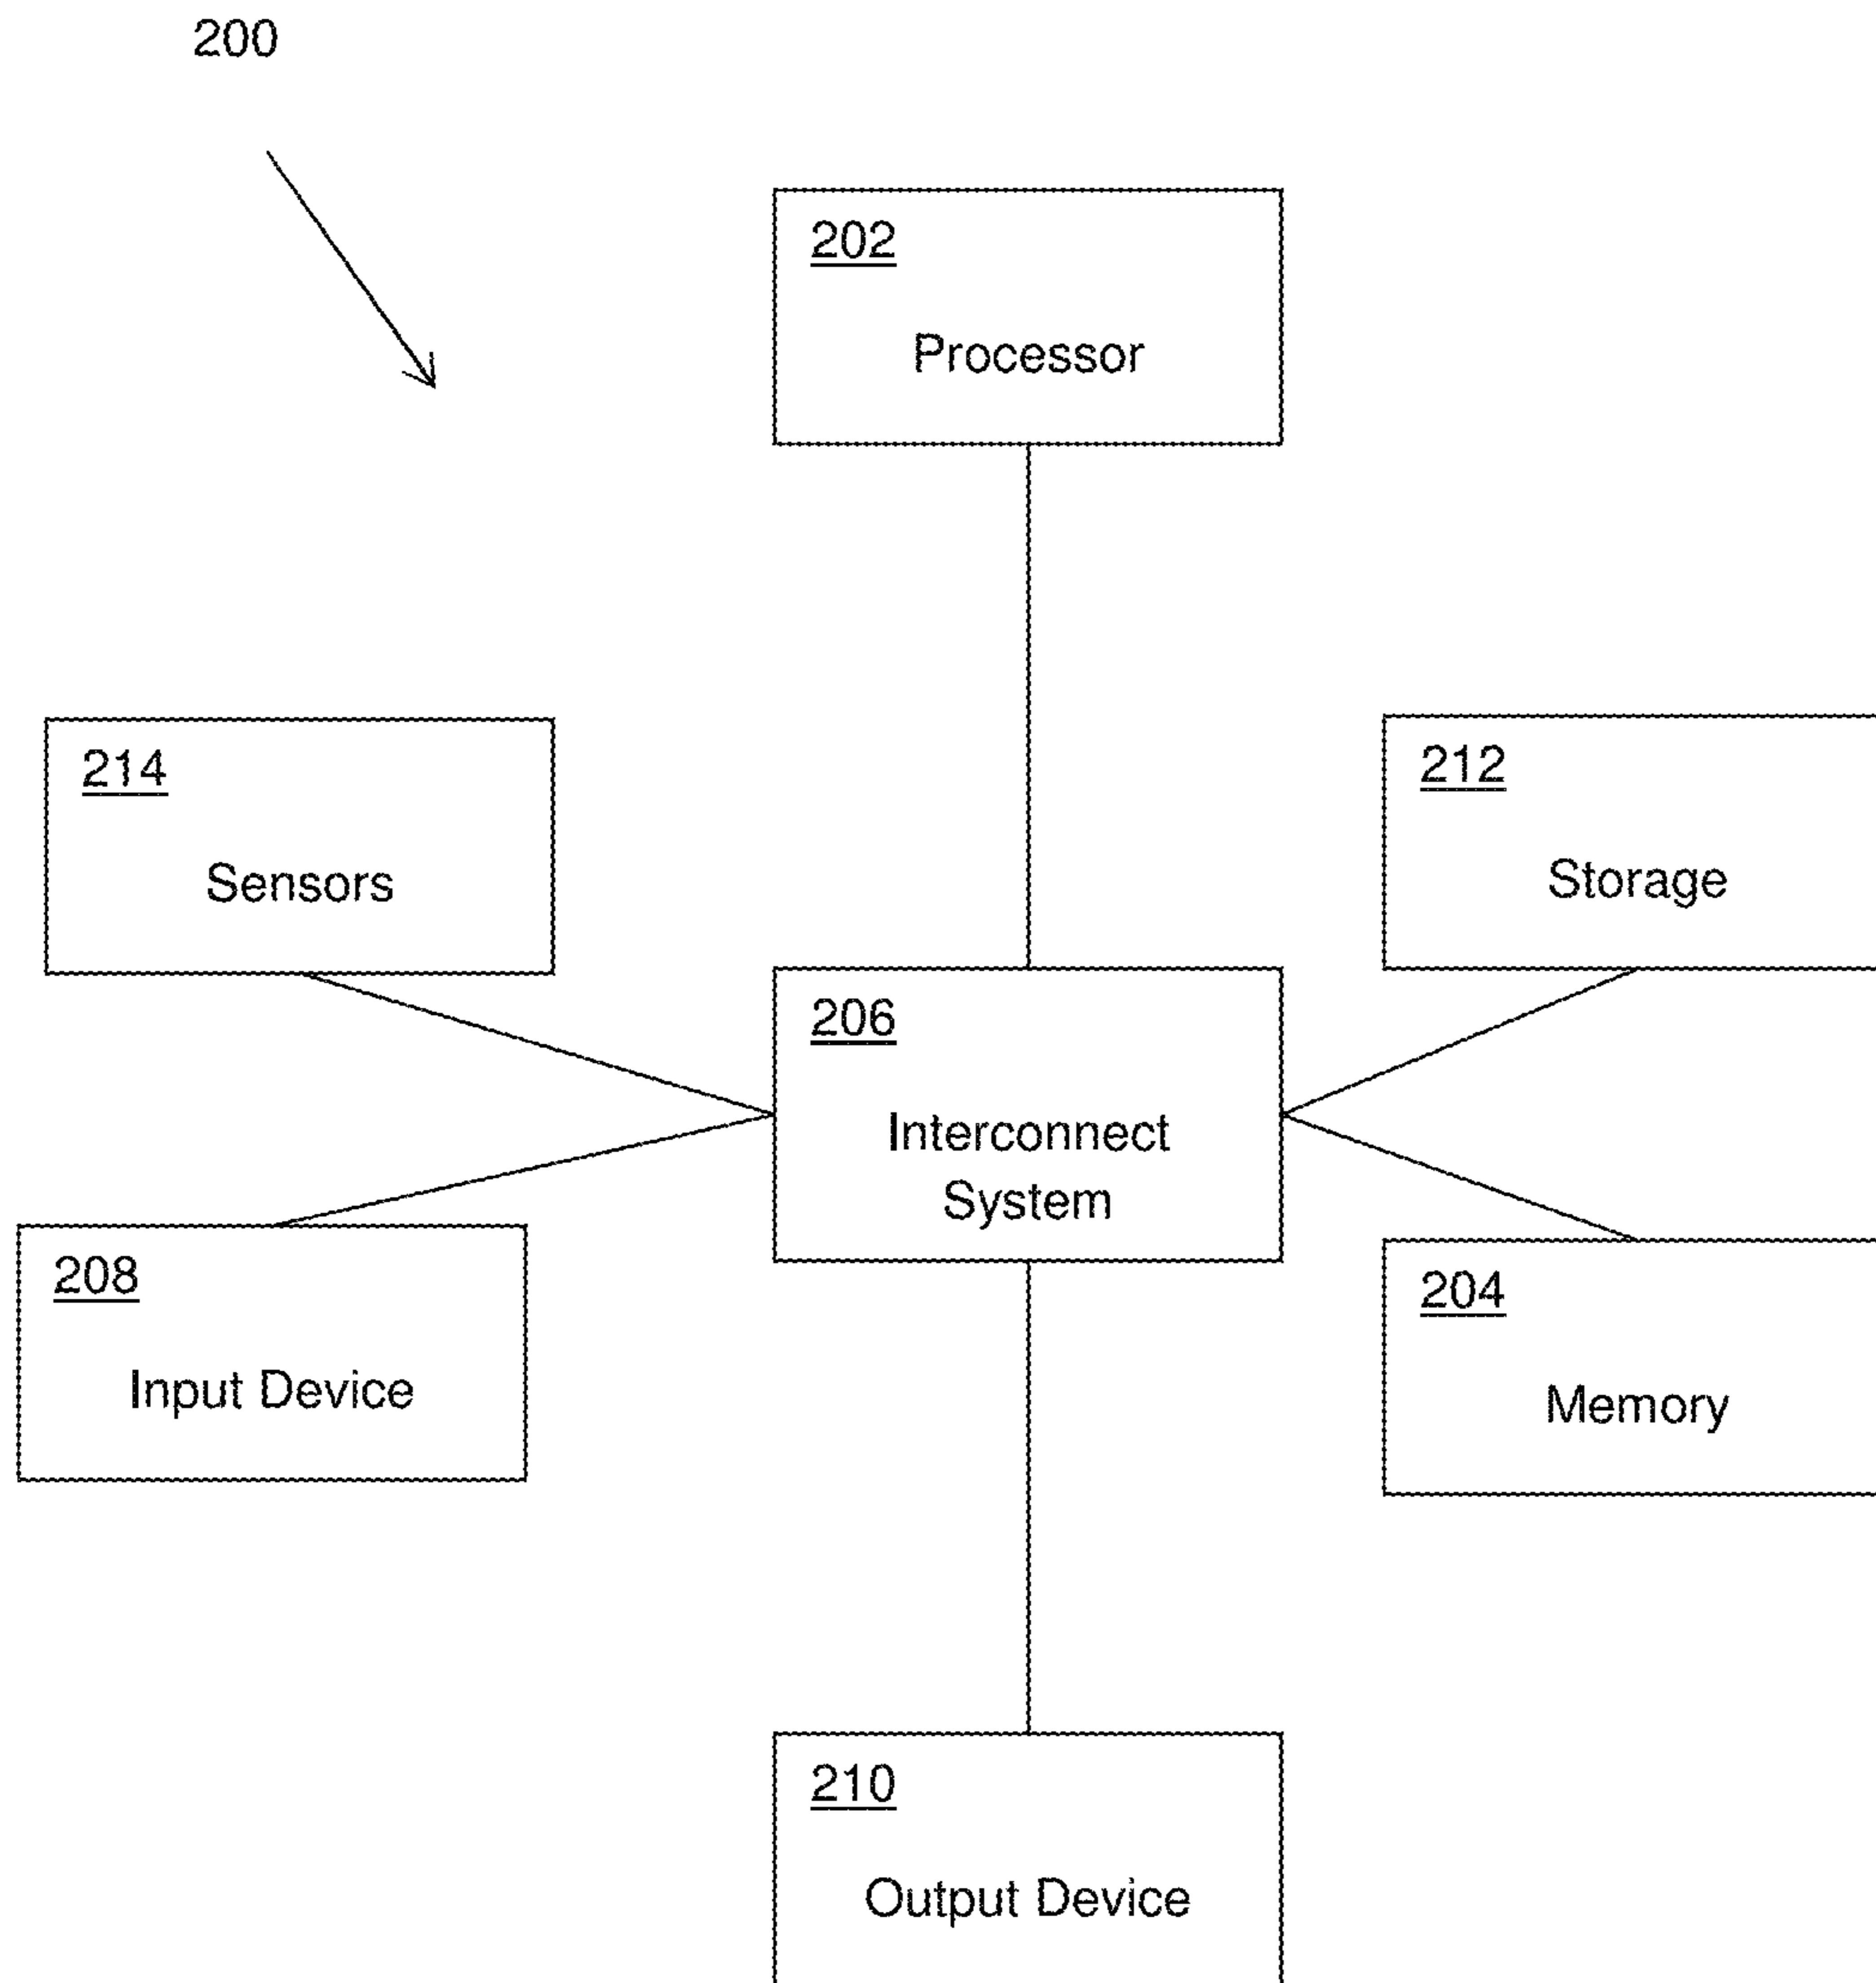 200
202
Processor
214
Sensors
212
Storage
206
Interconnect
System
208
Input Device
204
Memory
210
Output Device